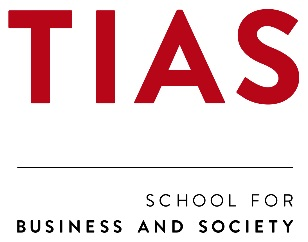 TIAS
SCHOOL FOR
BUSINESS AND SOCIETY